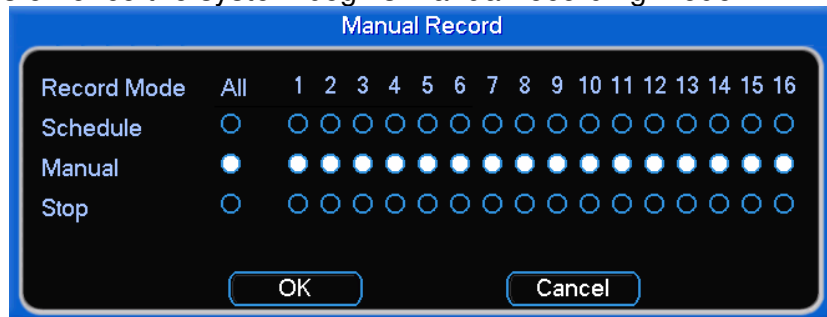 Manual Record
Record Mode All 1 2 3 4 5 6 7 8 9 10 11 12 13 14 15 16
Schedule
Manual
Stop
OK Cancel